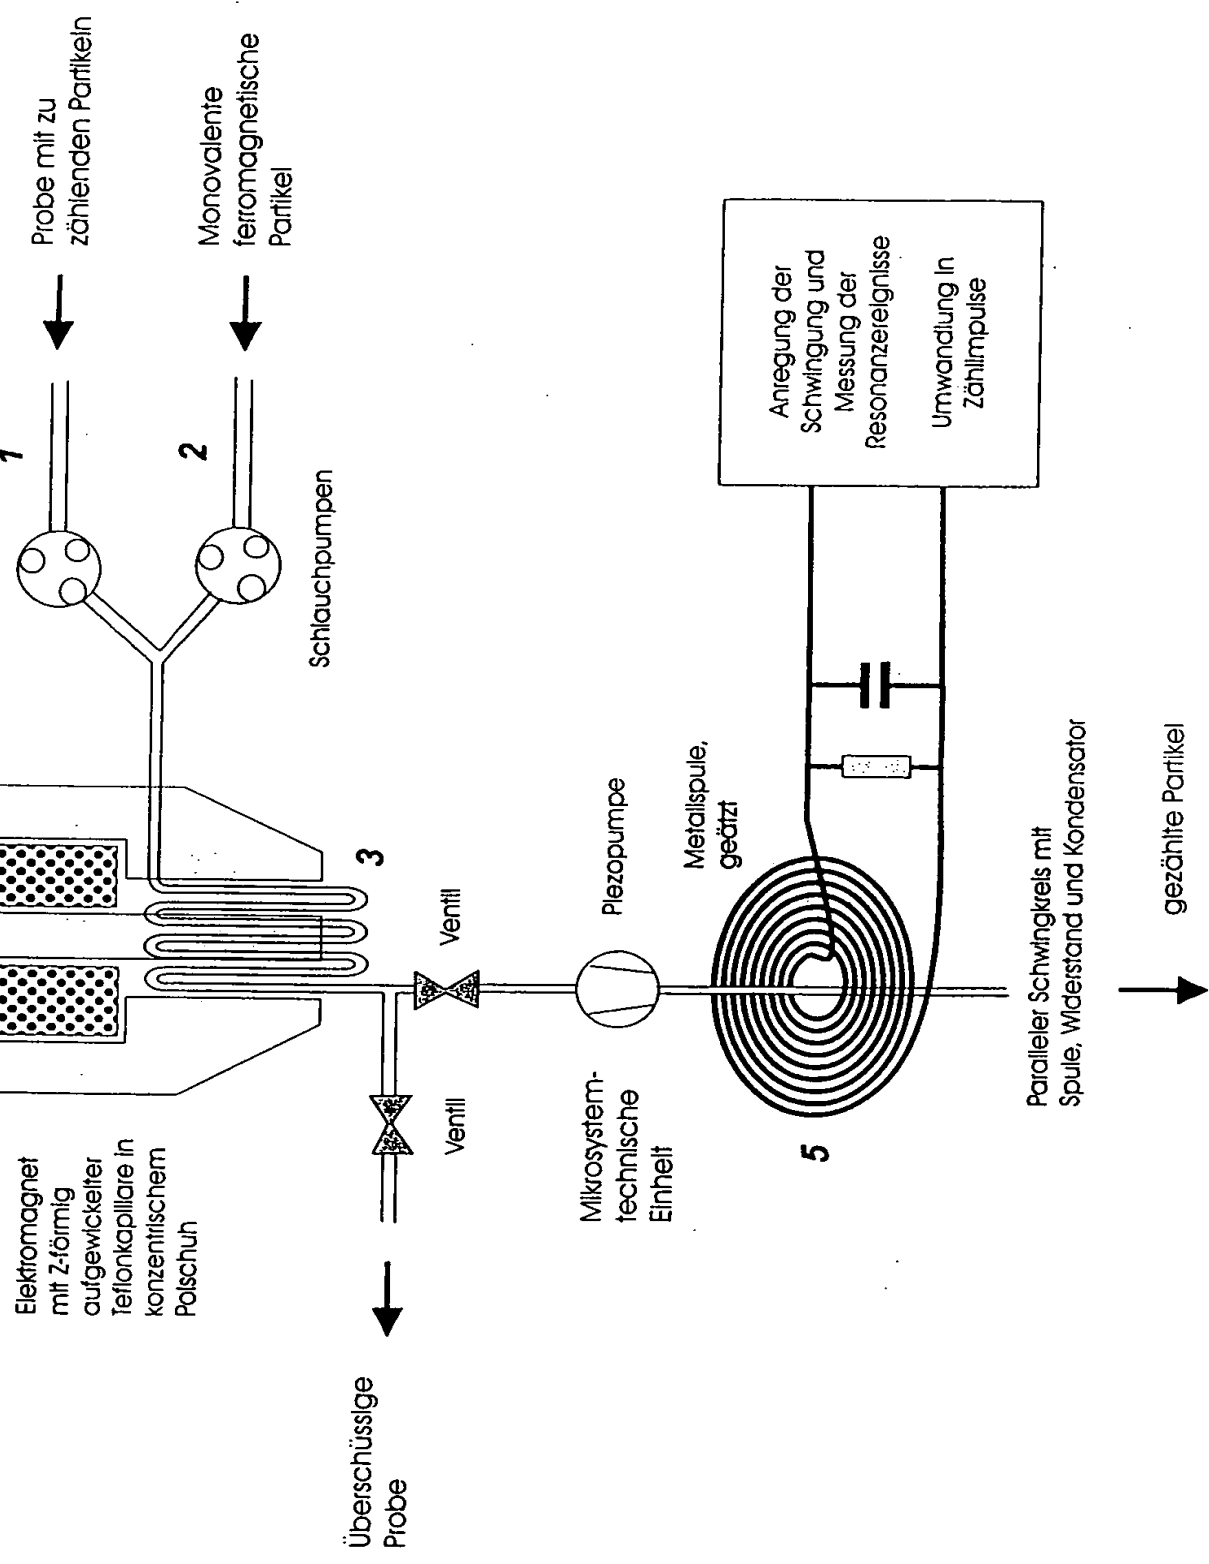 Probe mit zu
zählenden Partikeln
Monovalente
ferromagnetische
Partikel
1
2
Schlauchpumpen
Elektromagnet
mit Z-förmig
aufgewickelter
Teflonkapillare in
konzentrischem
Polschuh
3
Ventil
Ventil
Überschüssige
Probe
Piezopumpe
Mikrosystem-
technische
Einheit
Metallspule,
geätzt
5
Anregung der
Schwingung und
Messung der
Resonanzereignisse
Umwandlung in
Zählimpulse
Paralleler Schwingkreis mit
Spule, Widerstand und Kondensator
gezählte Partikel